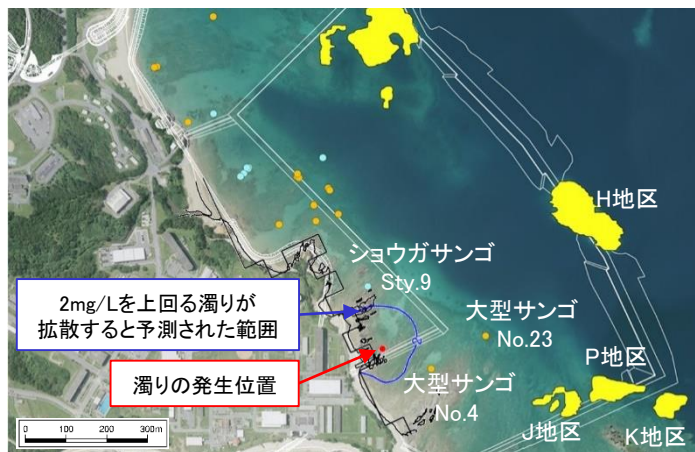 H地区
ショウガサンゴ
Sty.9
2mg/Lを上回る濁りが
拡散すると予測された範囲
大型サンゴ
No.23
濁りの発生位置
大型サンゴ
No.4
P地区
J地区
K地区
0 100 200 300m